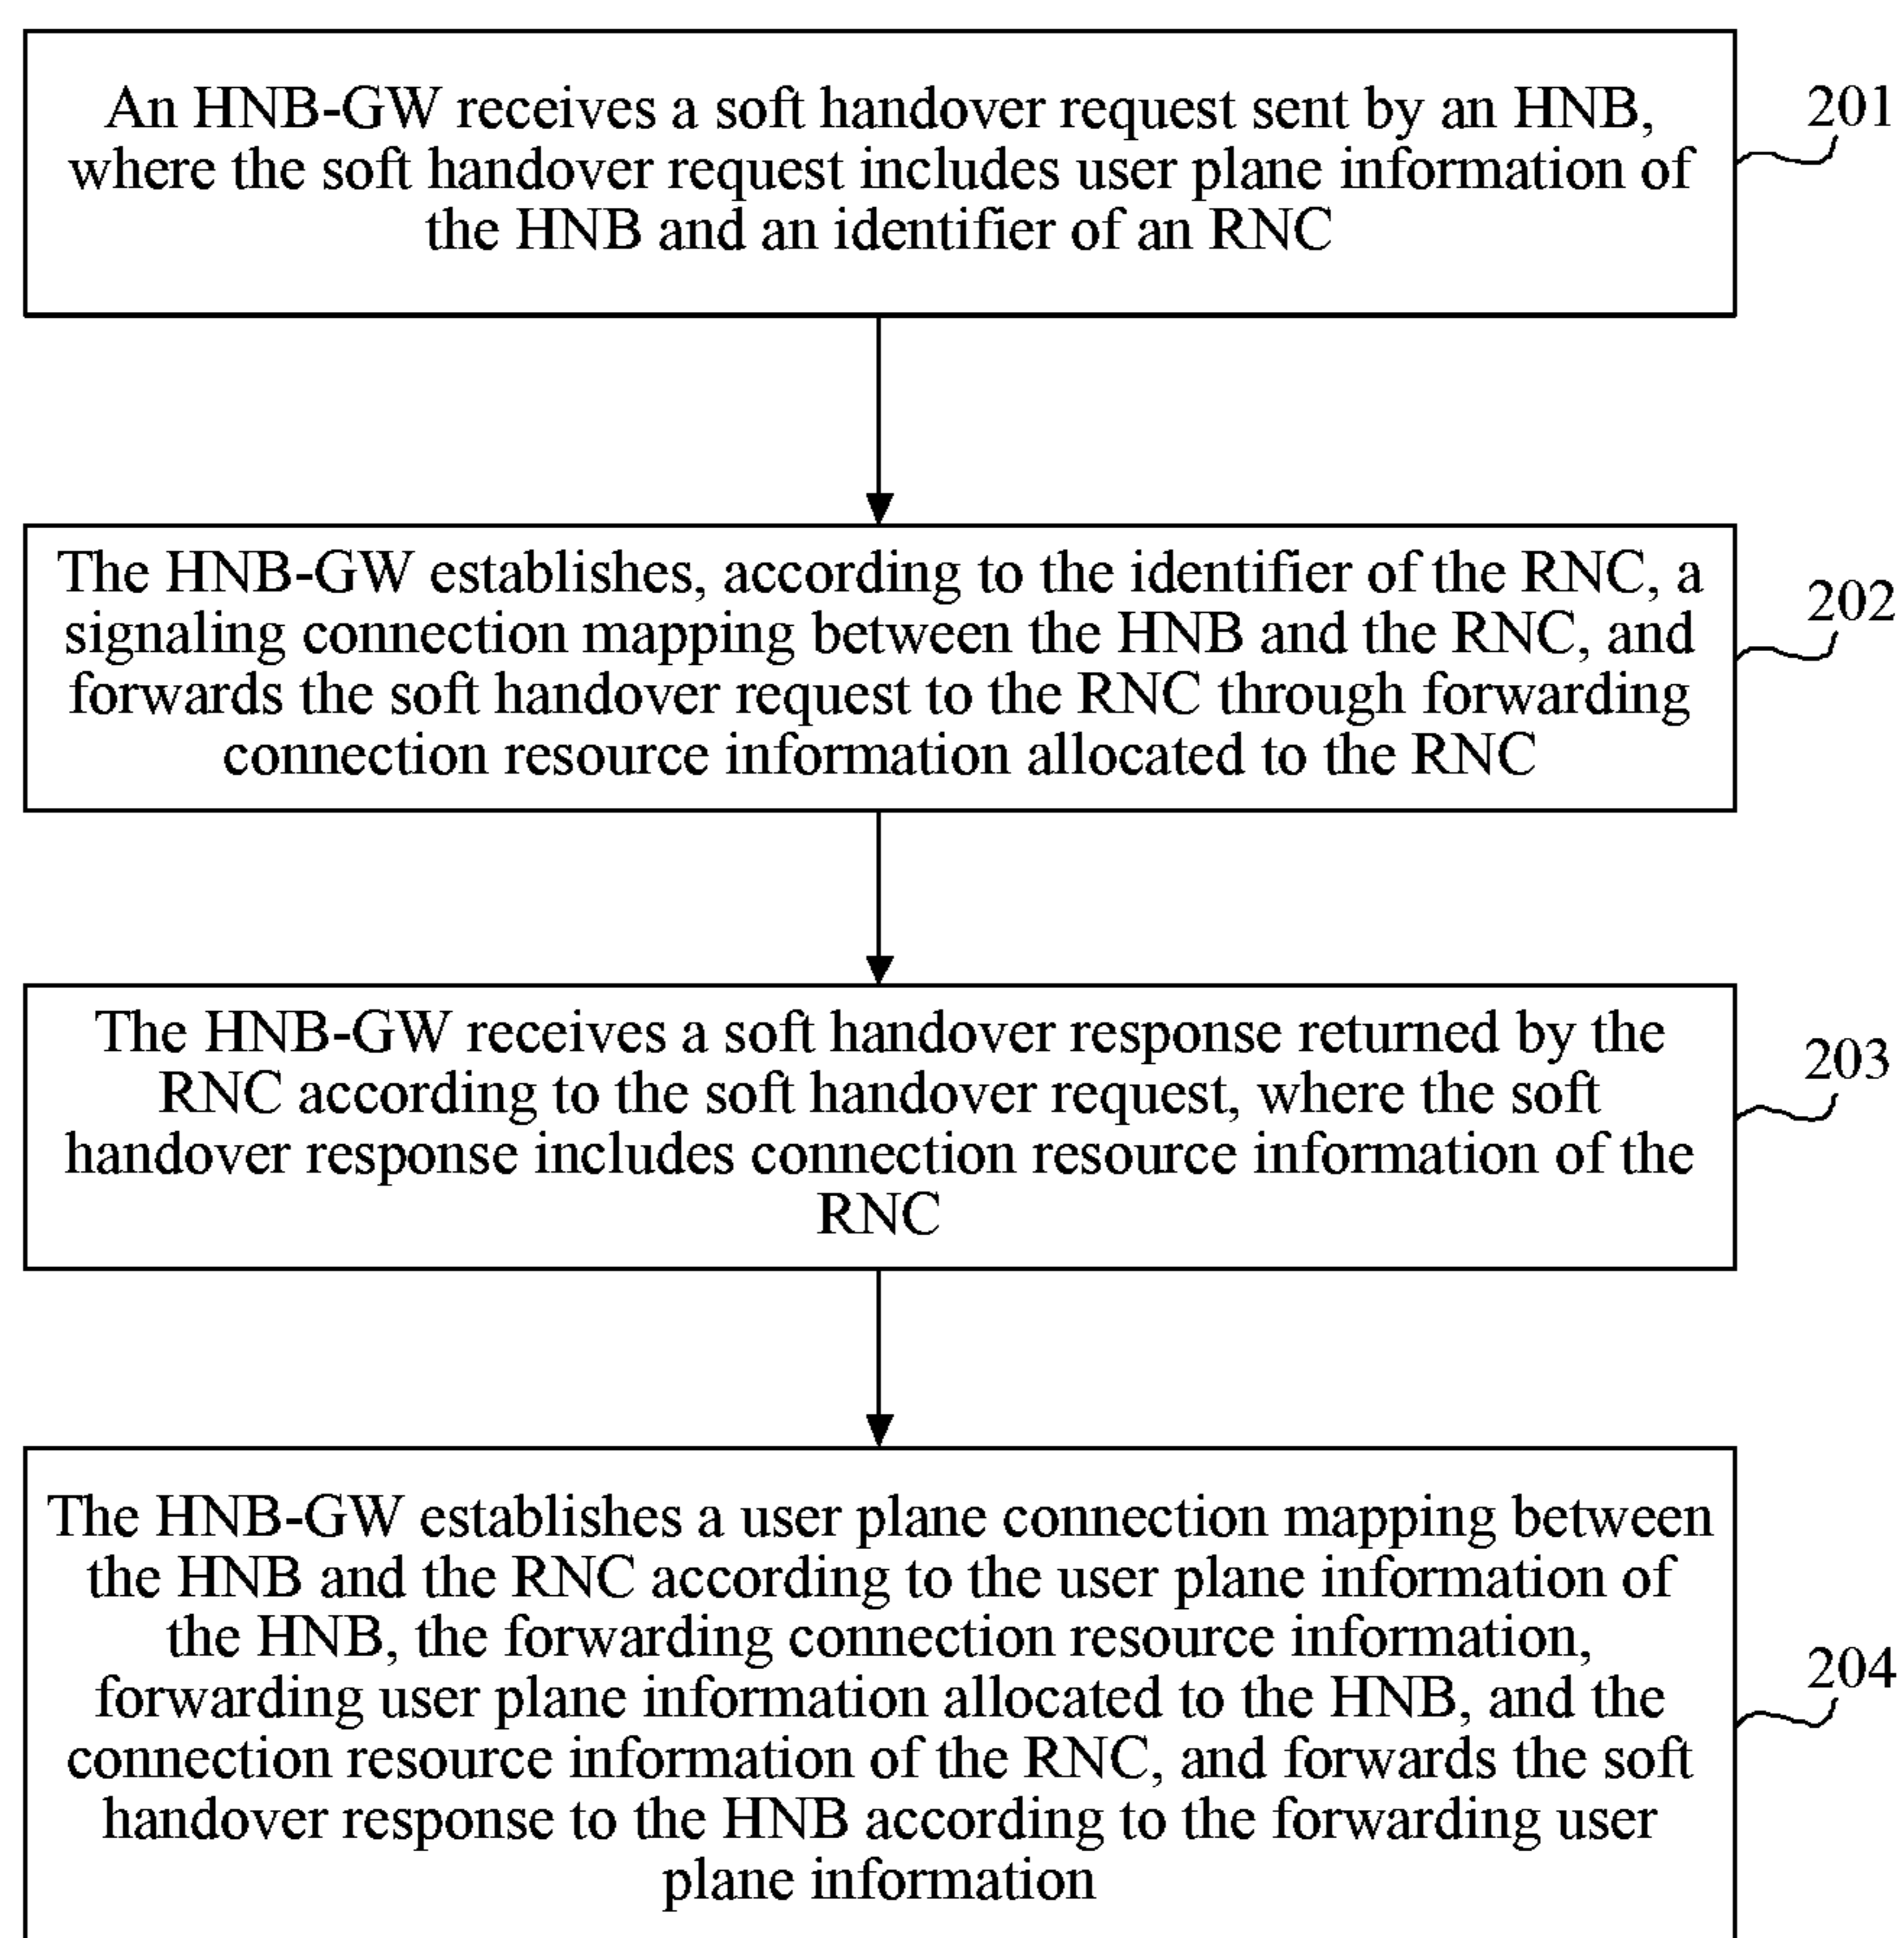 An HNB-GW receives a soft handover request sent by an HNB,
where the soft handover request includes user plane information of
the HNB and an identifier of an RNC
201
The HNB-GW establishes, according to the identifier of the RNC, a
signaling connection mapping between the HNB and the RNC, and
forwards the soft handover request to the RNC through forwarding
connection resource information allocated to the RNC
202
The HNB-GW receives a soft handover response returned by the
RNC according to the soft handover request, where the soft
handover response includes connection resource information of the
RNC
203
The HNB-GW establishes a user plane connection mapping between
the HNB and the RNC according to the user plane information of
the HNB, the forwarding connection resource information,
forwarding user plane information allocated to the HNB, and the
connection resource information of the RNC, and forwards the soft
handover response to the HNB according to the forwarding user
plane information
204